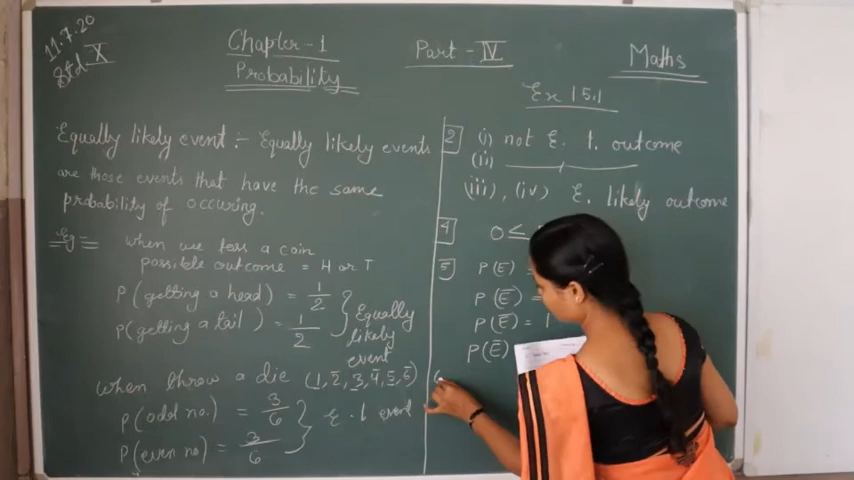 11.7.20
Std X
Chapter-1
Probability
Part-IV
Maths
Ex 15.1
Equally likely event :- Equally likely events
are those events that have the same
probability of occuring.
Eg = when we toss a coin
possible outcome = H or T
P(getting a head) = 1/2
P(getting a tail) = 1/2
Equally
likely
event
when throw a die (1, 2, 3, 4, 5, 6)
P(odd no.) = 3/6
P(even no) = 3/6
E.l event
2 (i) not E. l. outcome
(ii)
(iii), (iv) E. likely outcome
4 0 ≤
5 P(E)
P(E̅) =
P(E̅) = 1
P(E̅)
6